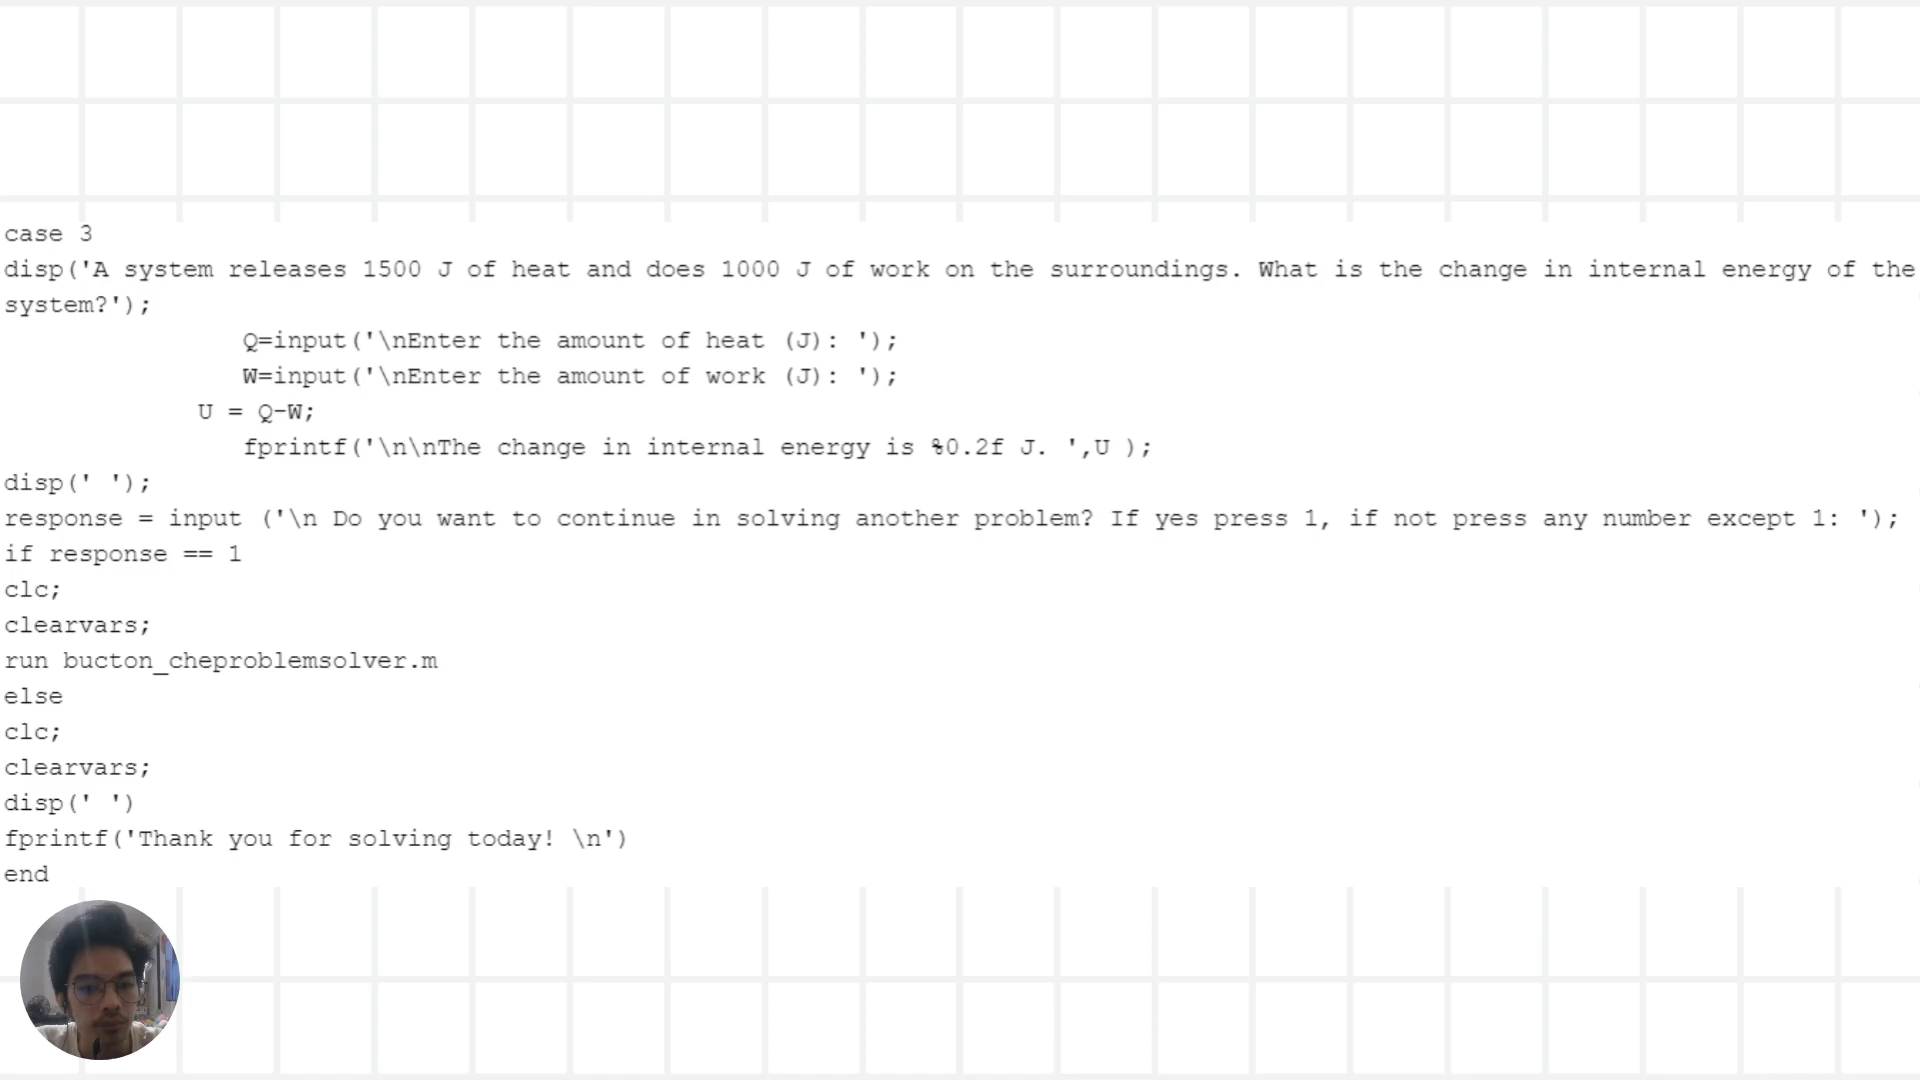 case 3
disp('A system releases 1500 J of heat and does 1000 J of work on the surroundings. What is the change in internal energy of the
system?');
Q=input('\nEnter the amount of heat (J): ');
W=input('\nEnter the amount of work (J): ');
U = Q-W;
fprintf('\n\nThe change in internal energy is %0.2f J. ',U );
disp(' ');
response = input ('\n Do you want to continue in solving another problem? If yes press 1, if not press any number except 1: ');
if response == 1
clc;
clearvars;
run bucton_cheproblemsolver.m
else
clc;
clearvars;
disp(' ')
fprintf('Thank you for solving today! \n')
end